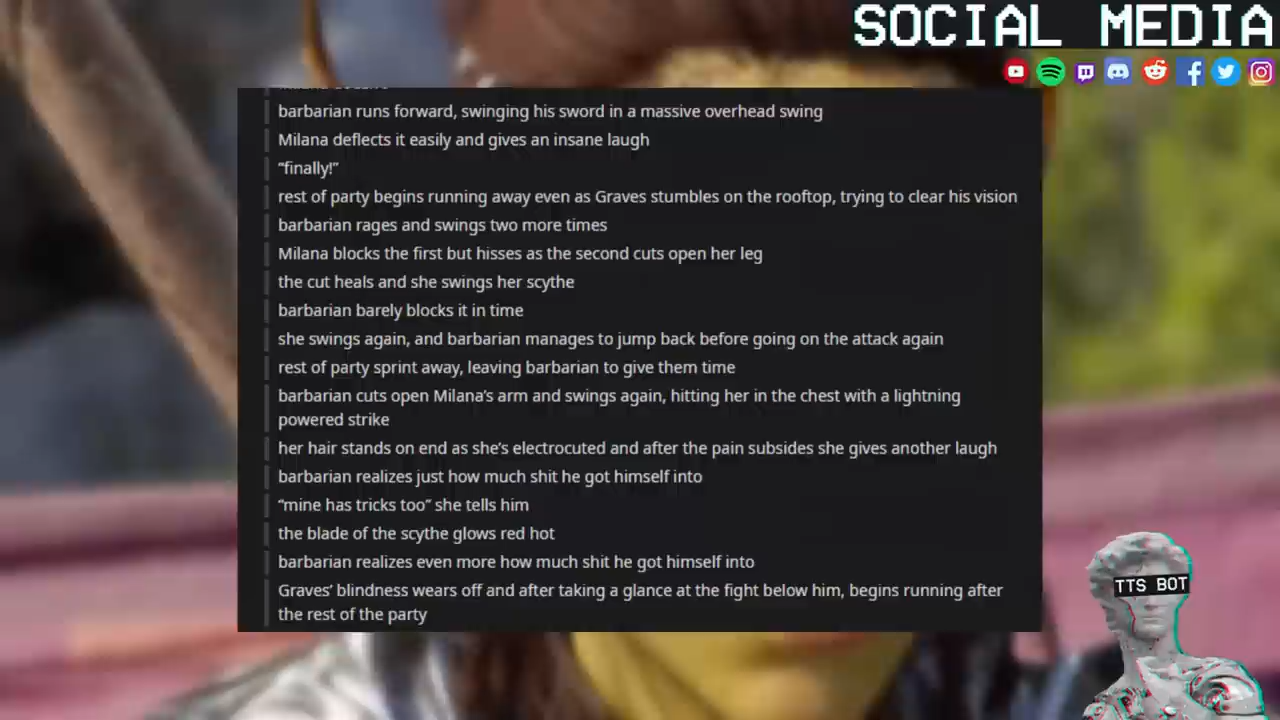 SOCIAL MEDIA
barbarian runs forward, swinging his sword in a massive overhead swing
Milana deflects it easily and gives an insane laugh
“finally!”
rest of party begins running away even as Graves stumbles on the rooftop, trying to clear his vision
barbarian rages and swings two more times
Milana blocks the first but hisses as the second cuts open her leg
the cut heals and she swings her scythe
barbarian barely blocks it in time
she swings again, and barbarian manages to jump back before going on the attack again
rest of party sprint away, leaving barbarian to give them time
barbarian cuts open Milana’s arm and swings again, hitting her in the chest with a lightning
powered strike
her hair stands on end as she’s electrocuted and after the pain subsides she gives another laugh
barbarian realizes just how much shit he got himself into
“mine has tricks too” she tells him
the blade of the scythe glows red hot
barbarian realizes even more how much shit he got himself into
Graves’ blindness wears off and after taking a glance at the fight below him, begins running after
the rest of the party
TTS BOT